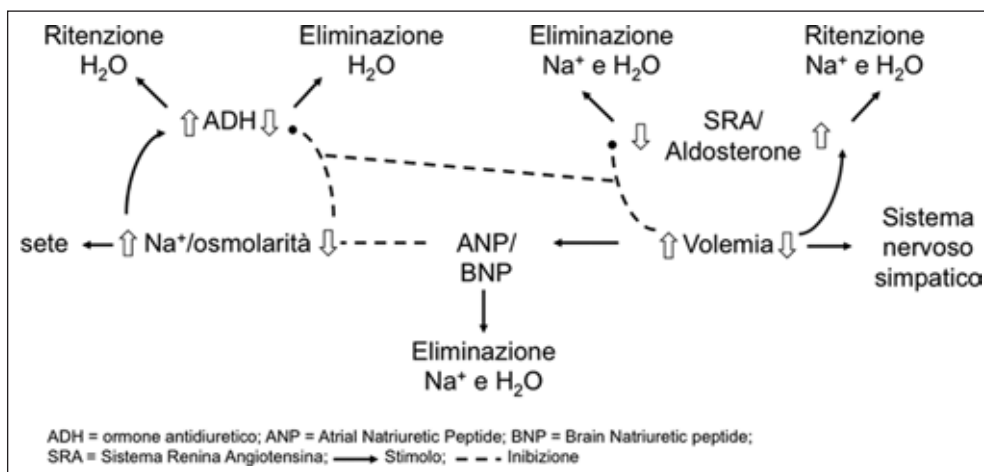 Ritenzione
H₂O
Eliminazione
H₂O
Eliminazione
Na⁺ e H₂O
Ritenzione
Na⁺ e H₂O
ADH
SRA/
Aldosterone
sete
Na⁺/osmolarità
ANP/
BNP
Volemia
Sistema
nervoso
simpatico
Eliminazione
Na⁺ e H₂O
ADH = ormone antidiuretico; ANP = Atrial Natriuretic Peptide; BNP = Brain Natriuretic peptide;
SRA = Sistema Renina Angiotensina; Stimolo; Inibizione